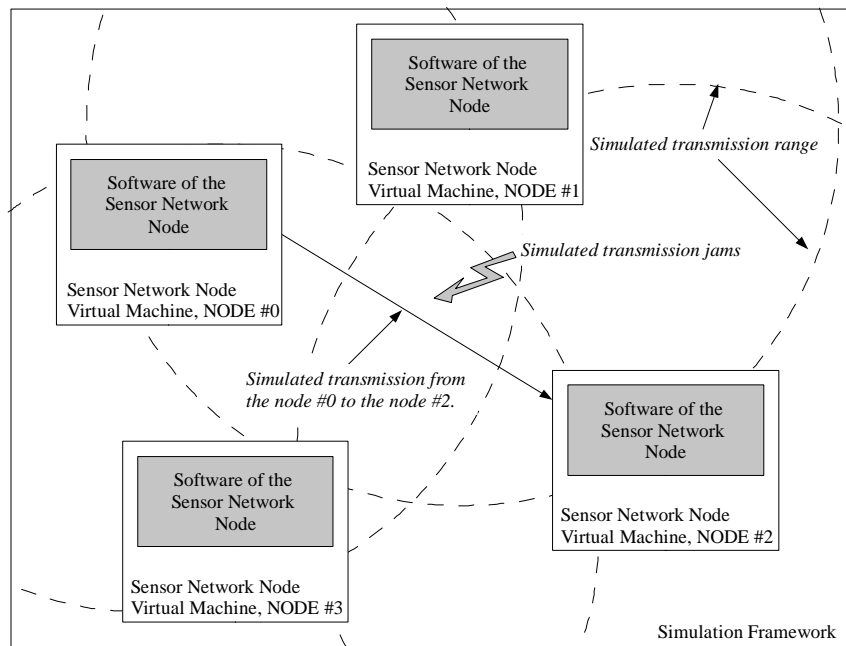 Software of the
Sensor Network
Node
Sensor Network Node
Virtual Machine, NODE #1
Simulated transmission range
Software of the
Sensor Network
Node
Sensor Network Node
Virtual Machine, NODE #0
Simulated transmission jams
Simulated transmission from
the node #0 to the node #2.
Software of the
Sensor Network
Node
Sensor Network Node
Virtual Machine, NODE #2
Software of the
Sensor Network
Node
Sensor Network Node
Virtual Machine, NODE #3
Simulation Framework